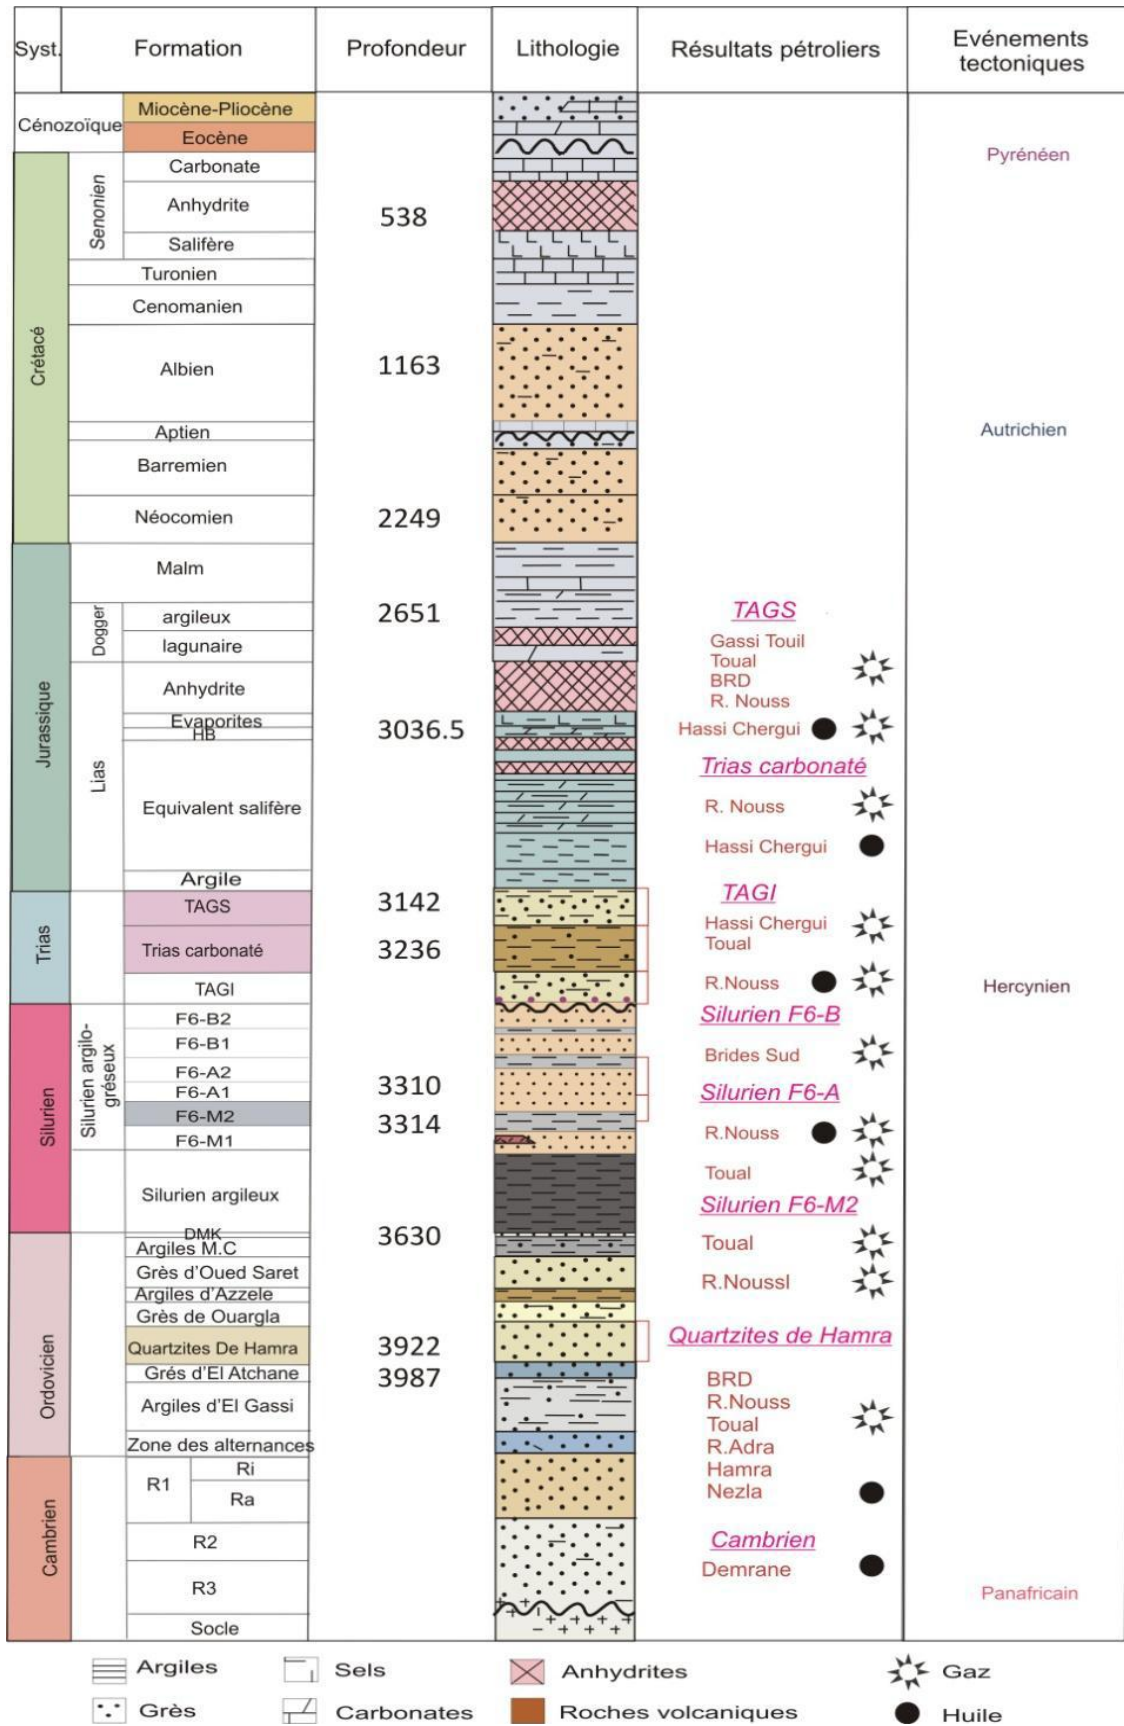 Syst.
Formation
Profondeur
Lithologie
Résultats pétroliers
Evénements
tectoniques
Cénozoïque
Miocène-Pliocène
Eocène
Pyrénéen
Crétacé
Senonien
Carbonate
Anhydrite
538
Salifère
Turonien
Cenomanien
Albien
1163
Aptien
Autrichien
Barremien
Néocomien
2249
Jurassique
Malm
Dogger
argileux
2651
lagunaire
Lias
Anhydrite
Evaporites
HB
3036.5
Equivalent salifère
Argile
TAGS
Gassi Touil
Toual
BRD
R. Nouss
Hassi Chergui
Trias carbonaté
R. Nouss
Hassi Chergui
Trias
TAGS
3142
Trias carbonaté
3236
TAGI
TAGI
Hassi Chergui
Toual
R.Nouss
Hercynien
Silurien
Silurien argilo-
gréseux
F6-B2
F6-B1
F6-A2
F6-A1
3310
F6-M2
3314
F6-M1
Silurien argileux
Silurien F6-B
Brides Sud
Silurien F6-A
R.Nouss
Toual
Silurien F6-M2
Toual
R.Noussl
Ordovicien
DMK
3630
Argiles M.C
Grès d'Oued Saret
Argiles d'Azzele
Grès de Ouargla
Quartzites De Hamra
3922
Grés d'El Atchane
3987
Argiles d'El Gassi
Zone des alternances
Quartzites de Hamra
BRD
R.Nouss
Toual
R.Adra
Hamra
Nezla
Cambrien
R1
Ri
Ra
R2
R3
Socle
Cambrien
Demrane
Panafricain
Argiles
Sels
Anhydrites
Gaz
Grès
Carbonates
Roches volcaniques
Huile